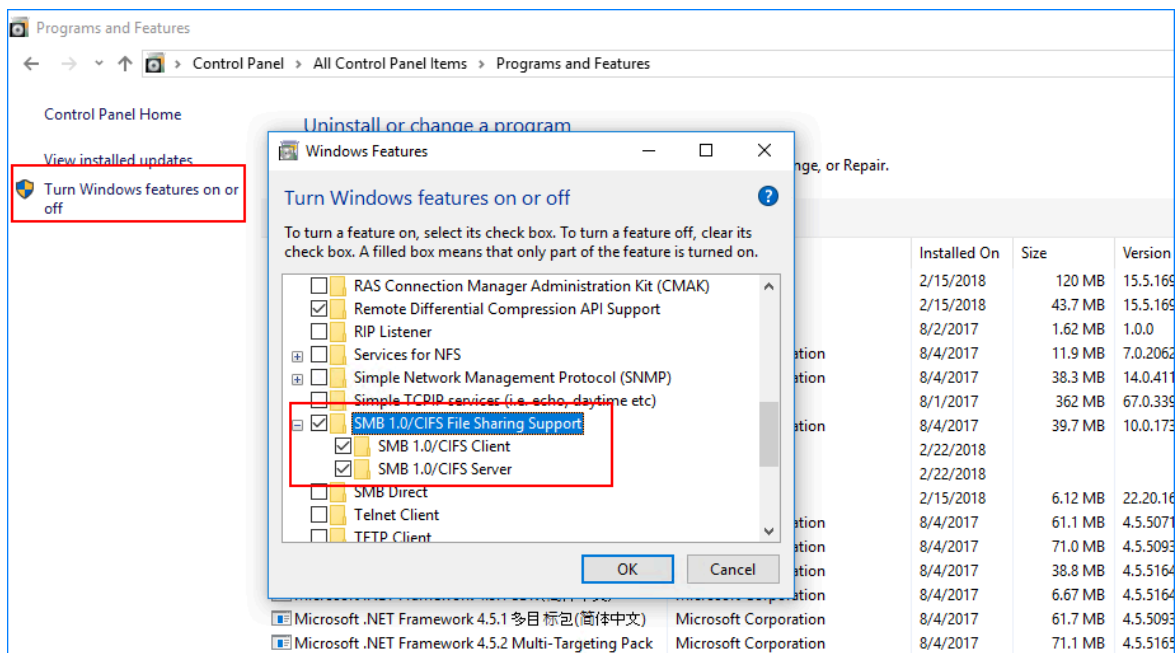 Programs and Features
Control Panel > All Control Panel Items > Programs and Features
Control Panel Home
View installed updates
Turn Windows features on or
off
Uninstall or change a program
nge, or Repair.
Windows Features
Turn Windows features on or off
To turn a feature on, select its check box. To turn a feature off, clear its
check box. A filled box means that only part of the feature is turned on.
RAS Connection Manager Administration Kit (CMAK)
Remote Differential Compression API Support
RIP Listener
Services for NFS
Simple Network Management Protocol (SNMP)
Simple TCPIP services (i.e. echo, daytime etc)
SMB 1.0/CIFS File Sharing Support
SMB 1.0/CIFS Client
SMB 1.0/CIFS Server
SMB Direct
Telnet Client
TFTP Client
OK Cancel
Installed On Size Version
2/15/2018 120 MB 15.5.169
2/15/2018 43.7 MB 15.5.169
8/2/2017 1.62 MB 1.0.0
ation 8/4/2017 11.9 MB 7.0.2062
ation 8/4/2017 38.3 MB 14.0.411
8/1/2017 362 MB 67.0.339
ation 8/4/2017 39.7 MB 10.0.173
2/22/2018
2/22/2018
2/15/2018 6.12 MB 22.20.16
ation 8/4/2017 61.1 MB 4.5.5071
ation 8/4/2017 71.0 MB 4.5.5093
ation 8/4/2017 38.8 MB 4.5.5164
8/4/2017 6.67 MB 4.5.5164
Microsoft .NET Framework 4.5.1 多目标包(简体中文) Microsoft Corporation 8/4/2017 61.7 MB 4.5.5093
Microsoft .NET Framework 4.5.2 Multi-Targeting Pack Microsoft Corporation 8/4/2017 71.1 MB 4.5.5165